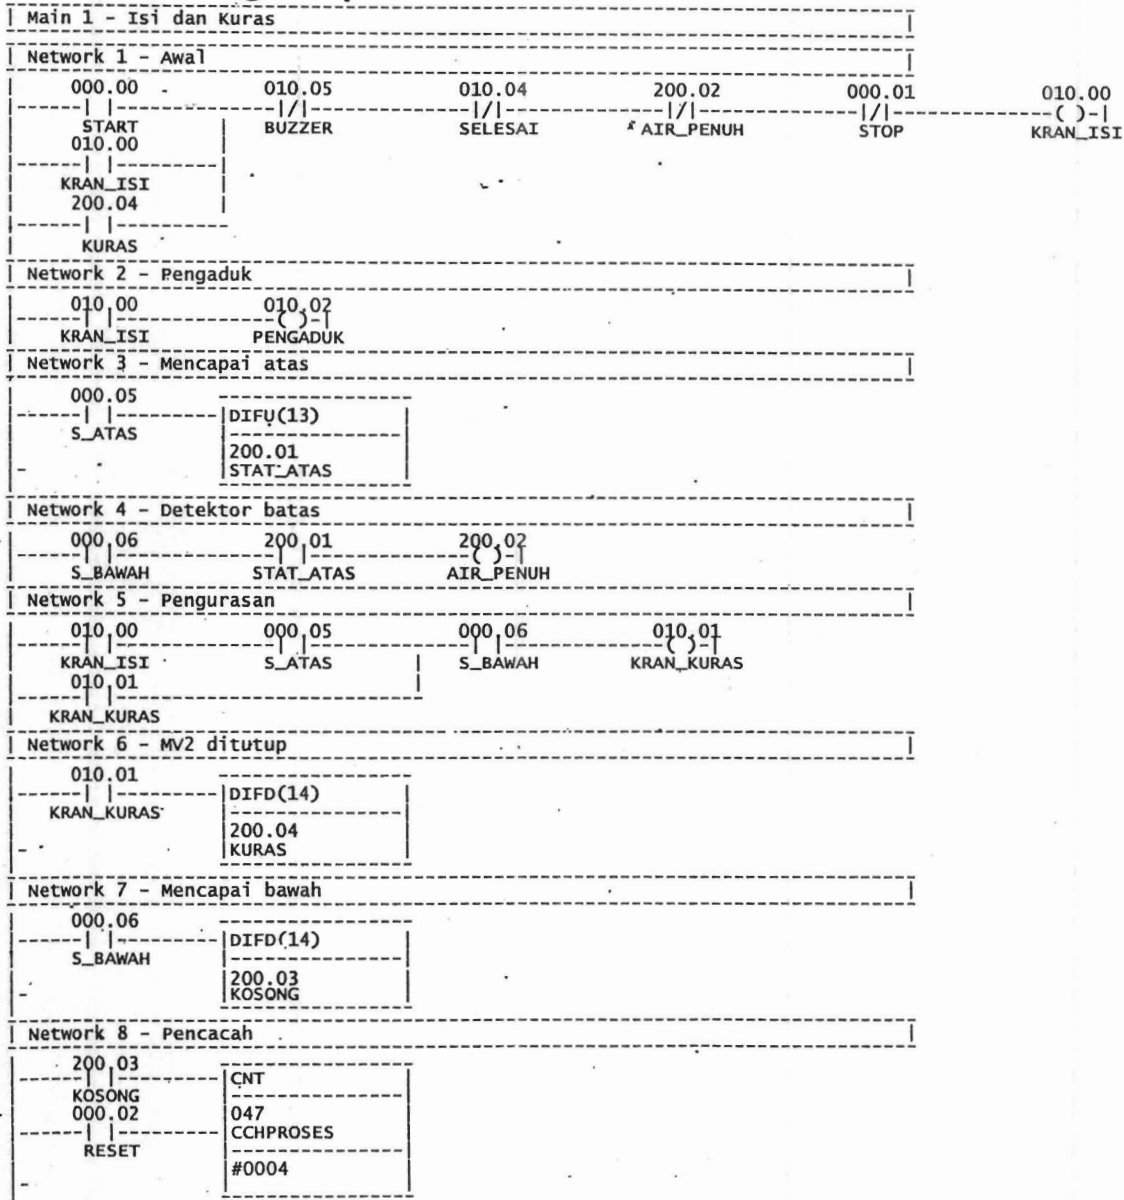 Main 1 - Isi dan Kuras
Network 1 - Awal
000.00 010.05 010.04 200.02 000.01 010.00
START BUZZER SELESAI AIR_PENUH STOP KRAN_ISI
010.00
KRAN_ISI
200.04
KURAS
Network 2 - Pengaduk
010.00 010.02
KRAN_ISI PENGADUK
Network 3 - Mencapai atas
000.05
DIFU(13)
S_ATAS
200.01
STAT_ATAS
Network 4 - Detektor batas
000.06 200.01 200.02
S_BAWAH STAT_ATAS AIR_PENUH
Network 5 - Pengurasan
010.00 000.05 000.06 010.01
KRAN_ISI S_ATAS S_BAWAH KRAN_KURAS
010.01
KRAN_KURAS
Network 6 - MV2 ditutup
010.01
DIFD(14)
KRAN_KURAS
200.04
KURAS
Network 7 - Mencapai bawah
000.06
DIFD(14)
S_BAWAH
200.03
KOSONG
Network 8 - Pencacah
200.03
CNT
KOSONG
000.02 047
CCHPROSES
RESET
#0004